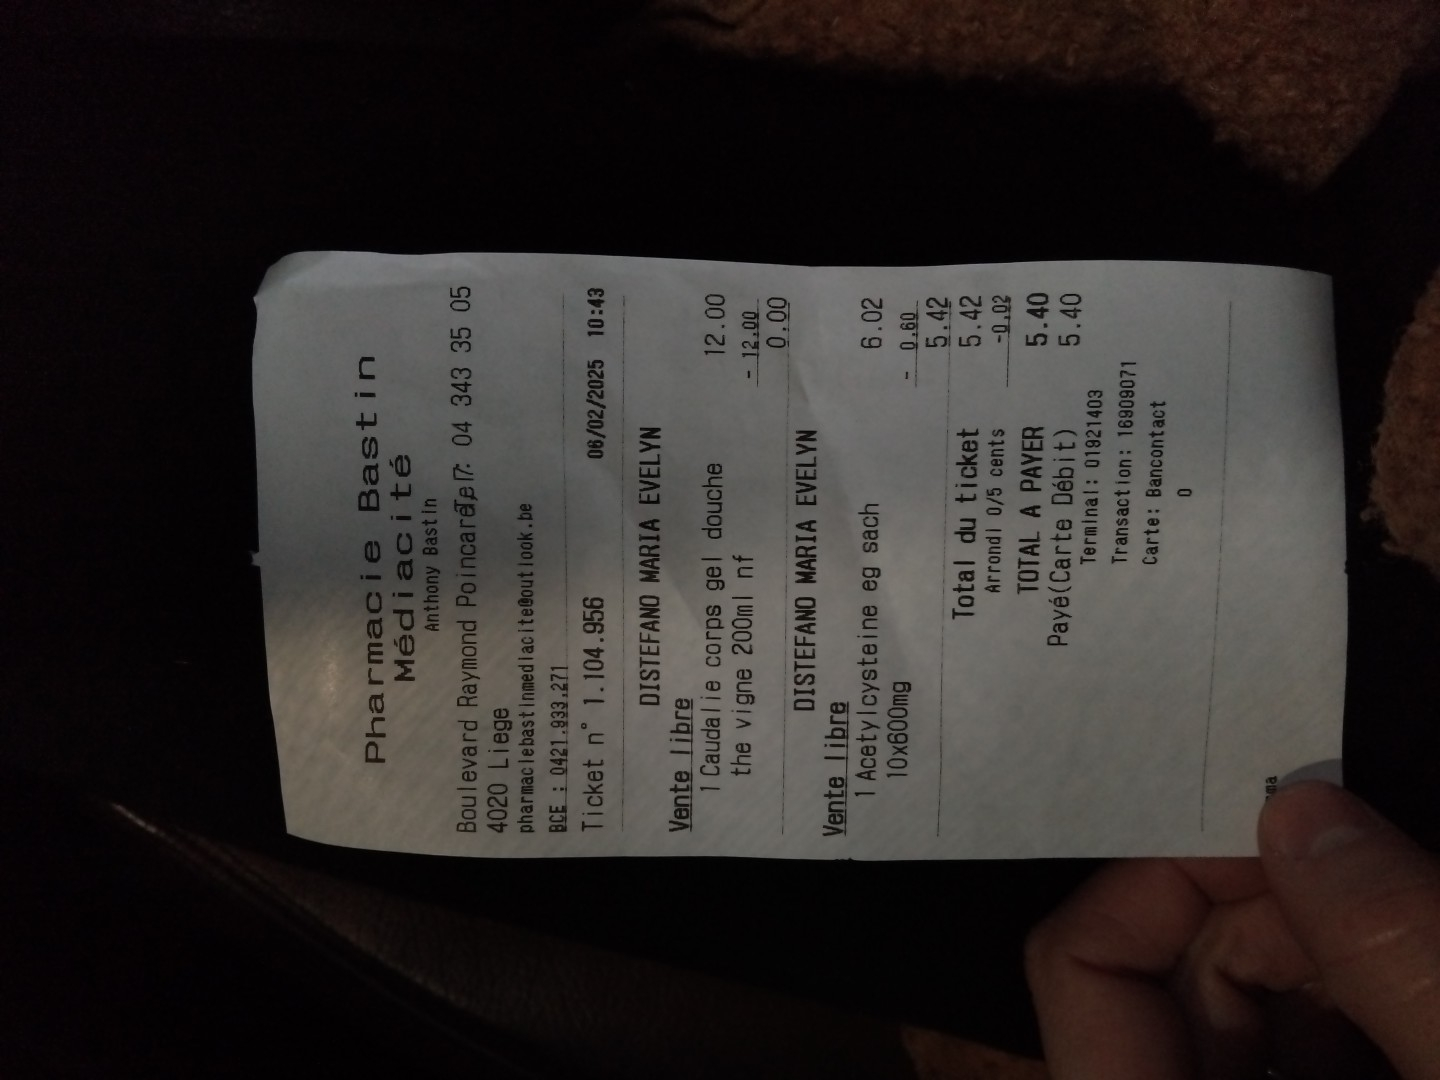 Pharmacie Bastin
Médiacité
Anthony Bastin
Boulevard Raymond Poincaré, 7: 04 343 35 05
4020 Liege
pharmaciebastinmediacite@outlook.be
BCE : 0421.933.271
Ticket n° 1.104.956 06/02/2025 10:43
DISTEFANO MARIA EVELYN
Vente libre
1 Caudalie corps gel douche 12.00
the vigne 200ml nf - 12.00
0.00
DISTEFANO MARIA EVELYN
Vente libre
1 Acetylcysteine eg sach 6.02
10x600mg - 0.60
5.42
Total du ticket 5.42
Arrondi 0/5 cents -0.02
TOTAL A PAYER 5.40
Payé(Carte Débit) 5.40
Terminal: 01821403
Transaction: 16909071
Carte: Bancontact
0